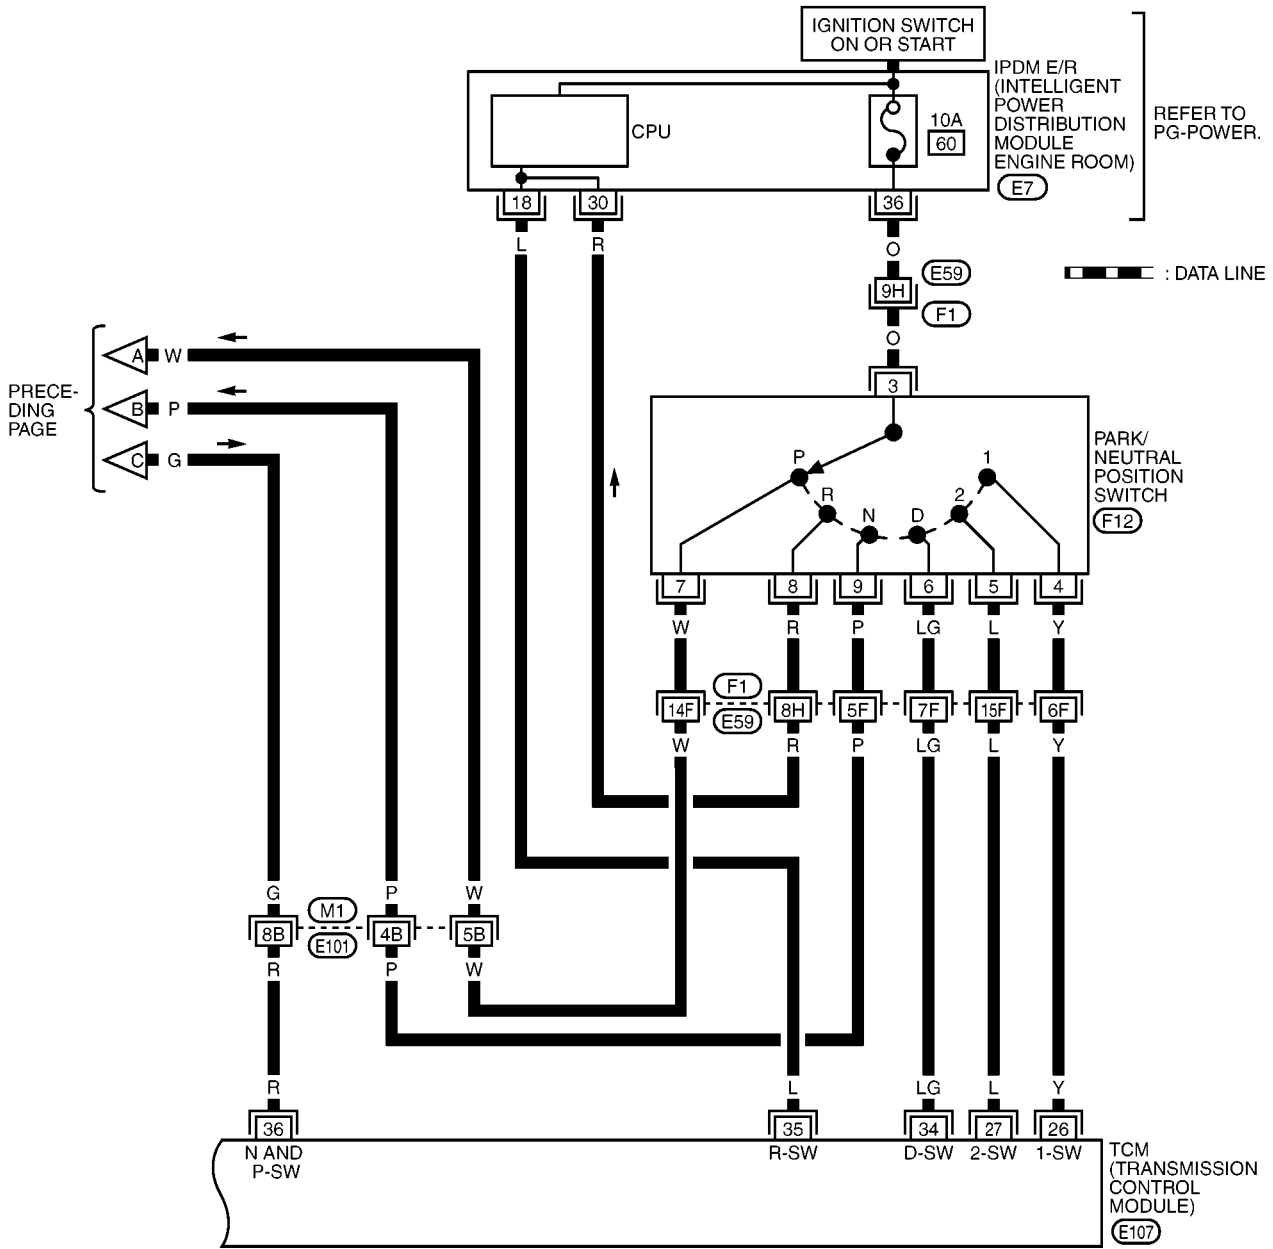 IGNITION SWITCH
ON OR START
IPDM E/R
(INTELLIGENT
POWER
DISTRIBUTION
MODULE
ENGINE ROOM)
E7
REFER TO
PG-POWER.
CPU
10A
60
18
30
36
L
R
O
E59
9H
F1
: DATA LINE
O
3
PRECE-
DING
PAGE
A
W
B
P
C
G
PARK/
NEUTRAL
POSITION
SWITCH
F12
P
R
N
D
2
1
7
8
9
6
5
4
W
R
P
LG
L
Y
F1
E59
14F
8H
5F
7F
15F
6F
W
R
P
LG
L
Y
G
P
W
M1
E101
8B
4B
5B
R
P
W
R
L
LG
L
Y
36
35
34
27
26
N AND
P-SW
R-SW
D-SW
2-SW
1-SW
TCM
(TRANSMISSION
CONTROL
MODULE)
E107